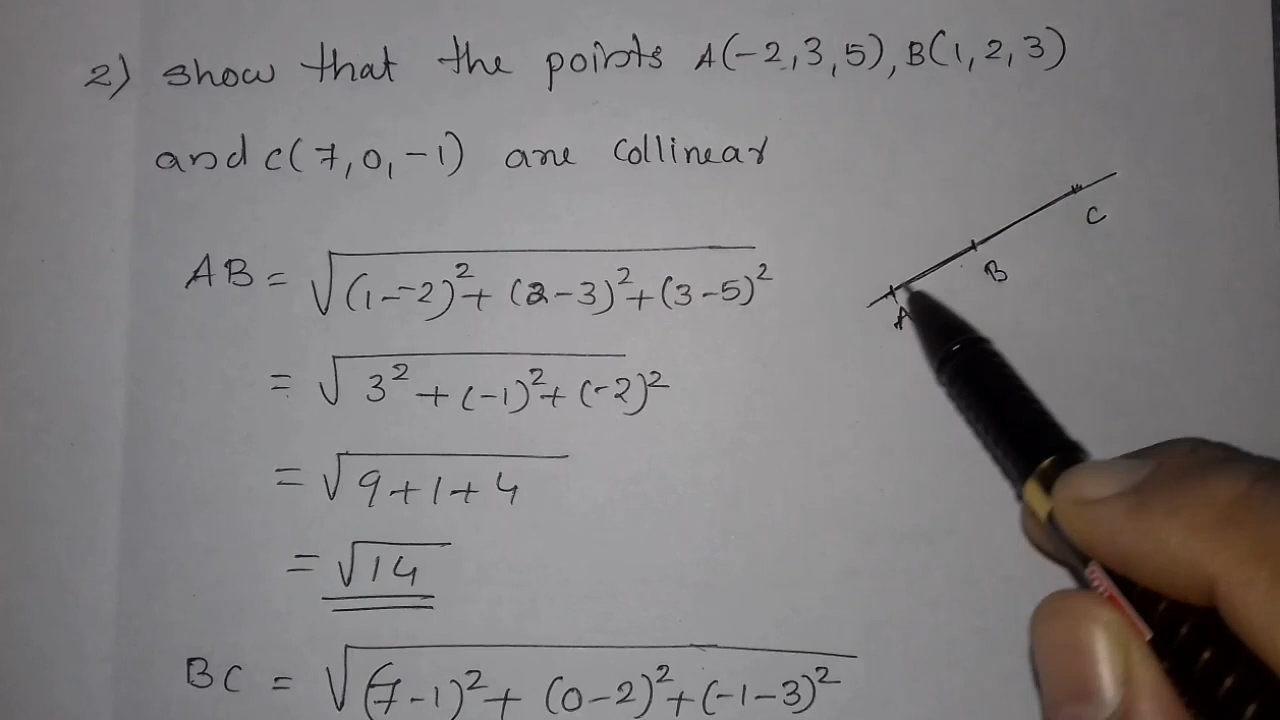 2) show that the points A(-2,3,5), B(1,2,3)
and C(7,0,-1) are collinear
AB = √(1--2)²+(2-3)²+(3-5)²
= √3²+(-1)²+(-2)²
= √9+1+4
= √14
BC = √(7-1)²+(0-2)²+(-1-3)²
C
B
A